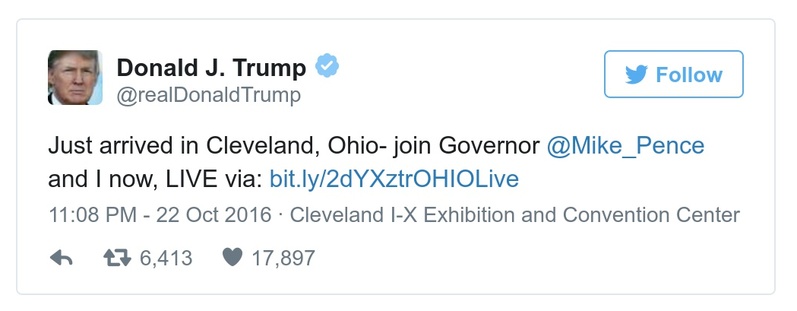 Donald J. Trump
@realDonaldTrump
Follow
Just arrived in Cleveland, Ohio- join Governor @Mike_Pence
and I now, LIVE via: bit.ly/2dYXztrOHIOLive
11:08 PM - 22 Oct 2016 · Cleveland I-X Exhibition and Convention Center
6,413 17,897